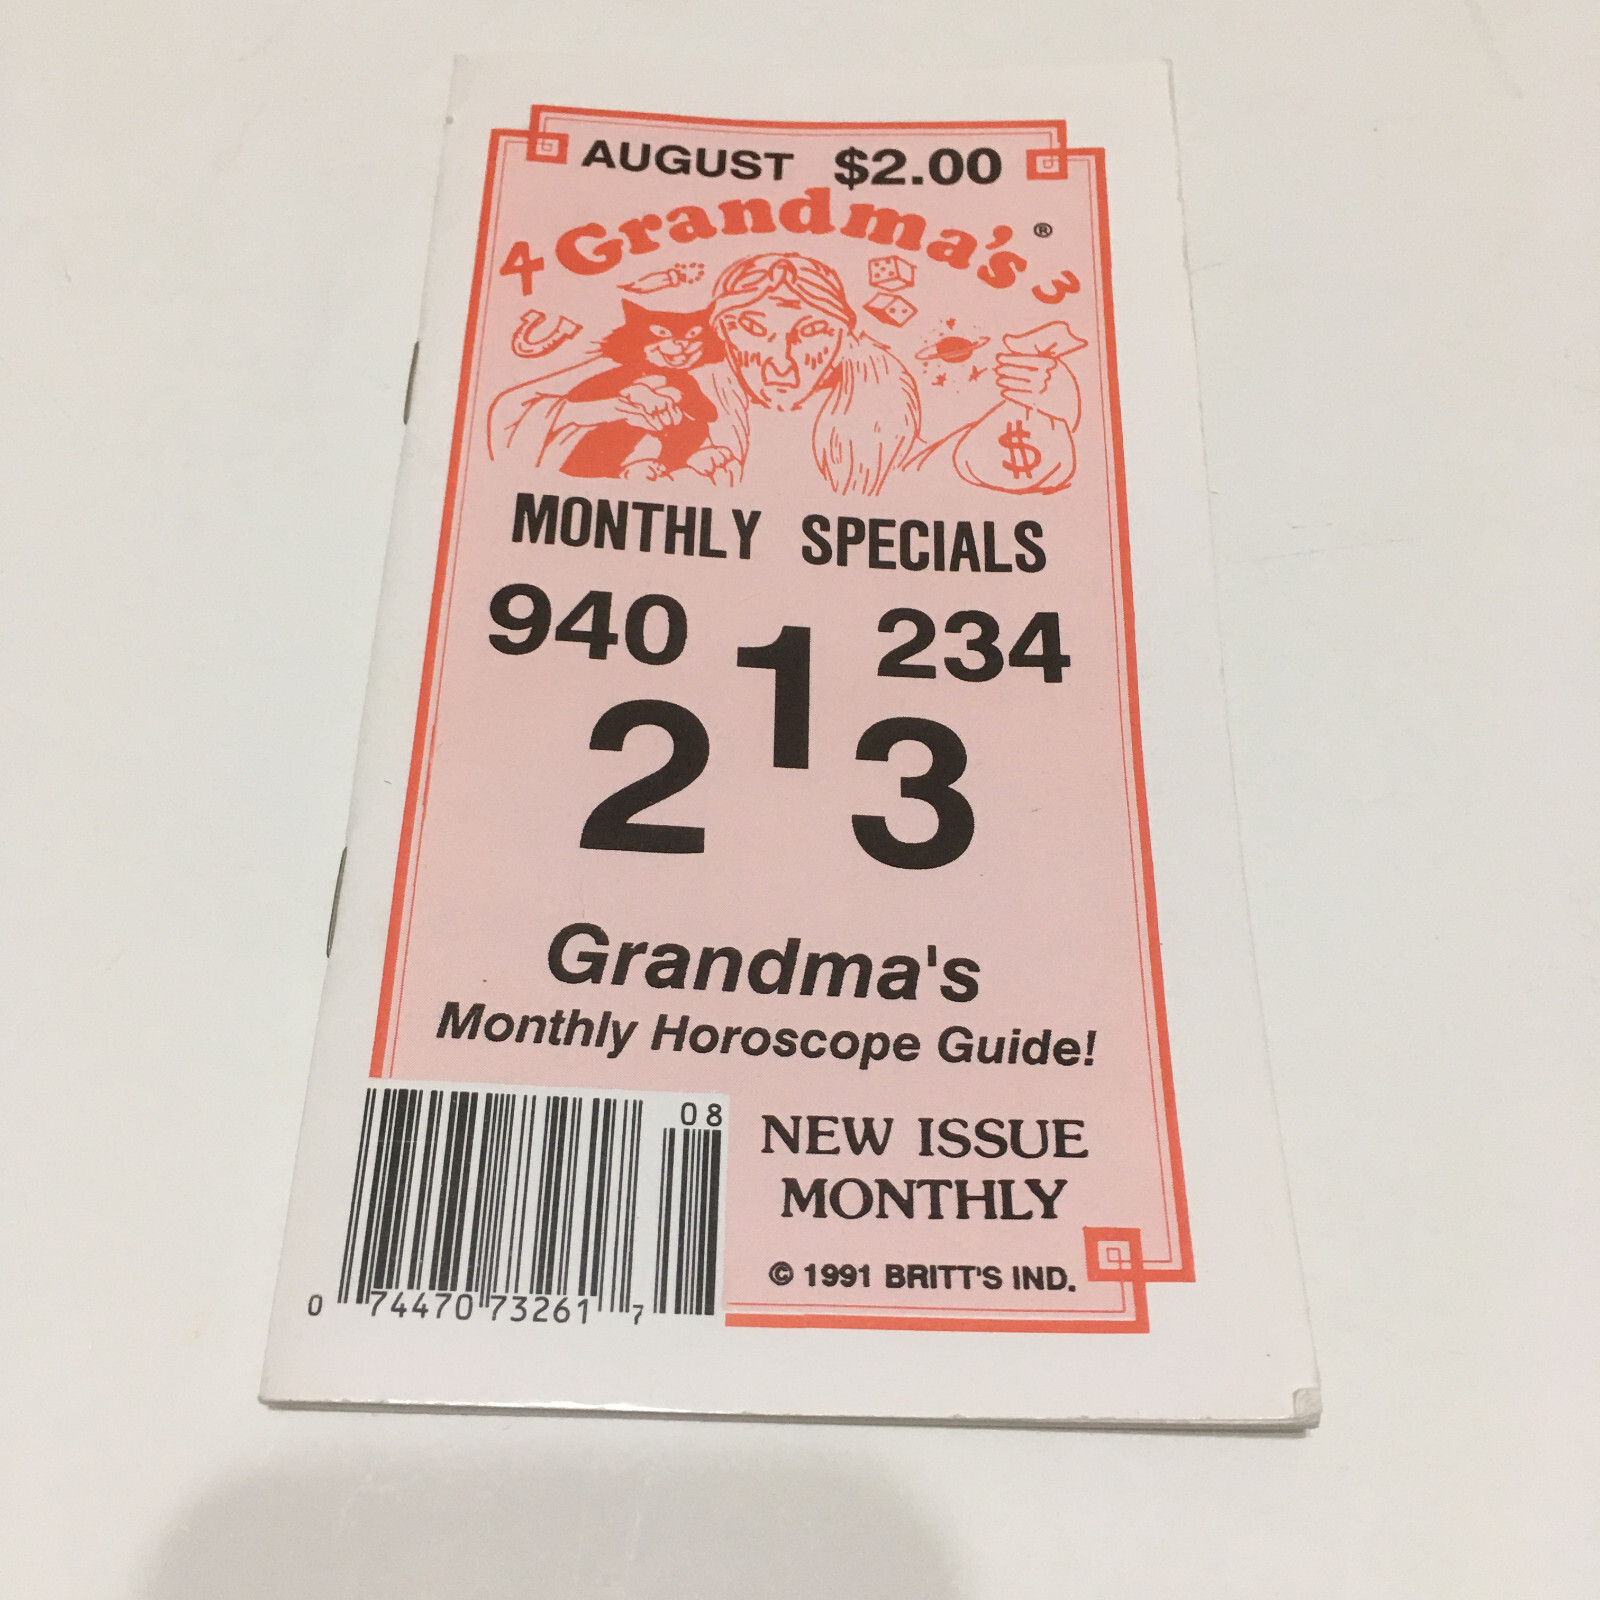 AUGUST $2.00
4 Grandma's ® 3
$
MONTHLY SPECIALS
940 234
1
2 3
Grandma's
Monthly Horoscope Guide!
08
NEW ISSUE
MONTHLY
© 1991 BRITT'S IND.
0 74470 73261 7